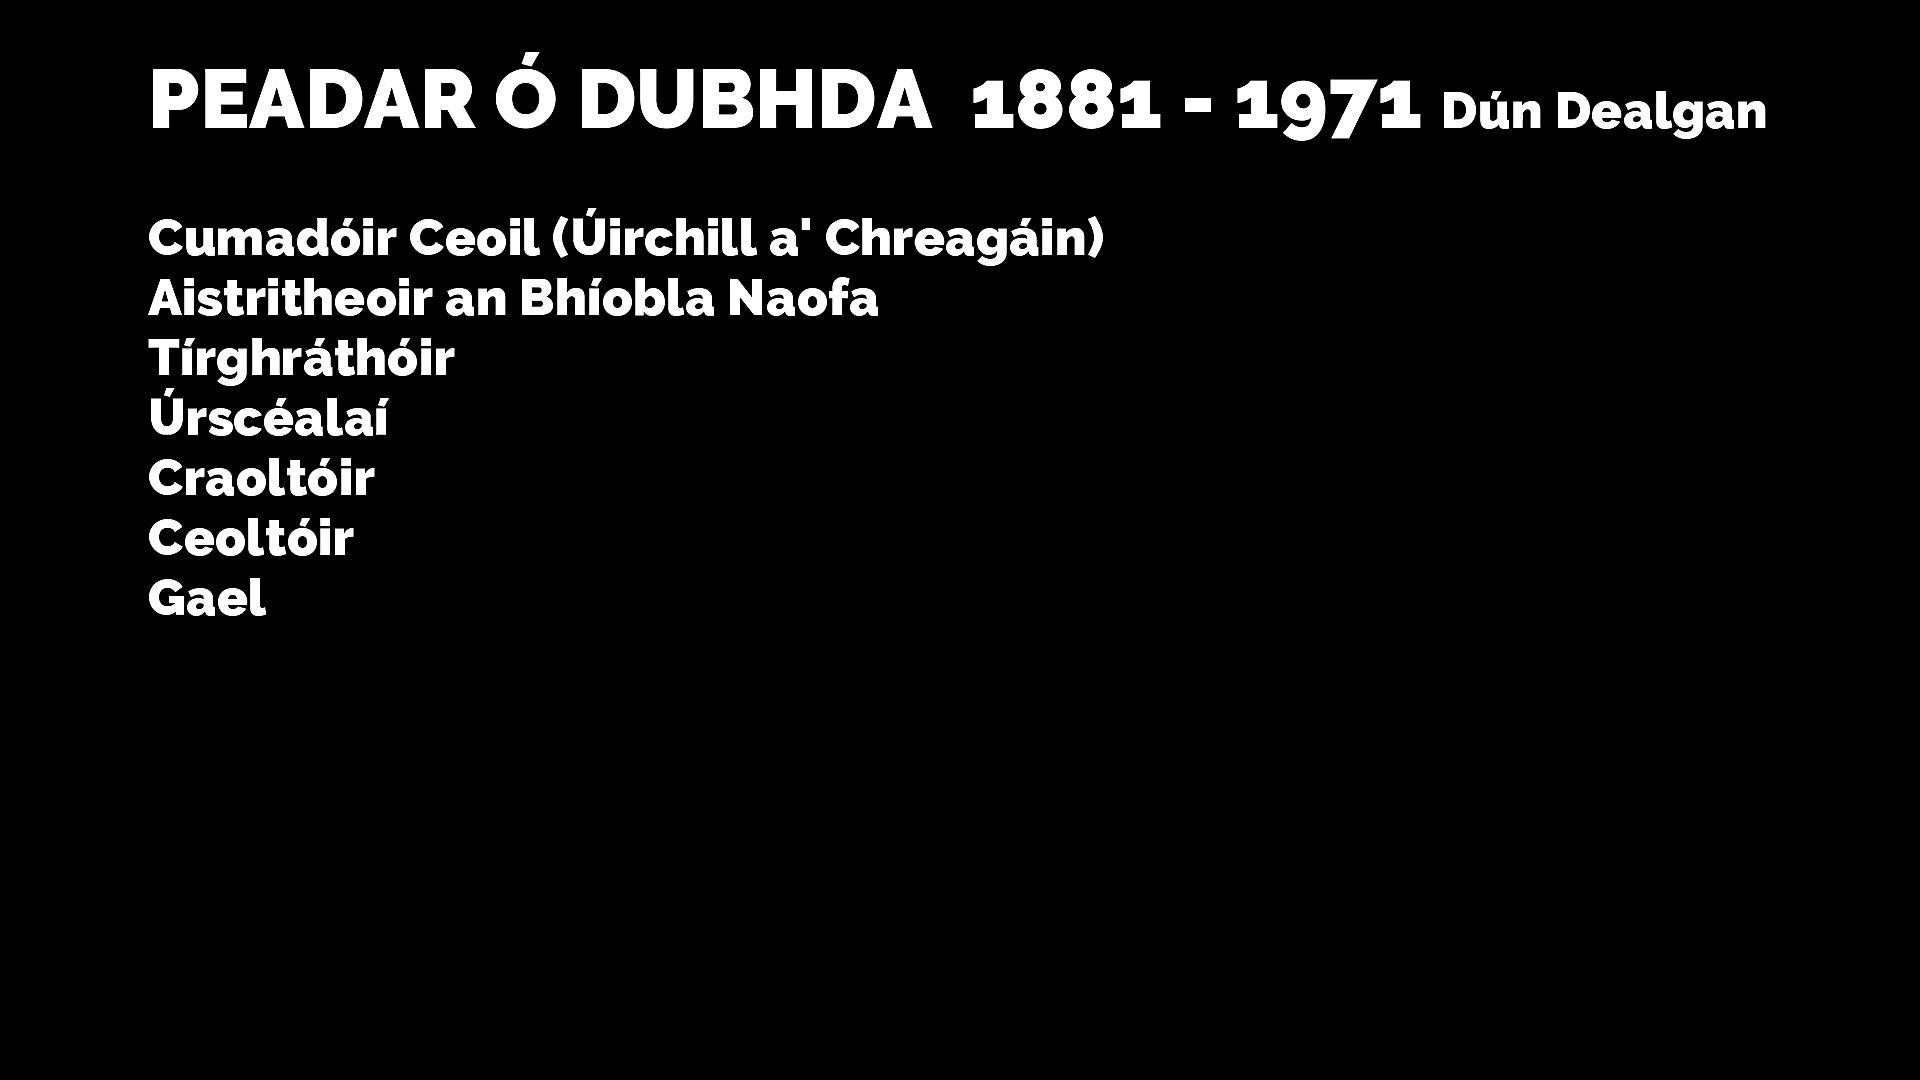 PEADAR Ó DUBHDA 1881 - 1971 Dún Dealgan
Cumadóir Ceoil (Úirchill a' Chreagáin)
Aistritheoir an Bhíobla Naofa
Tírghráthóir
Úrscéalaí
Craoltóir
Ceoltóir
Gael